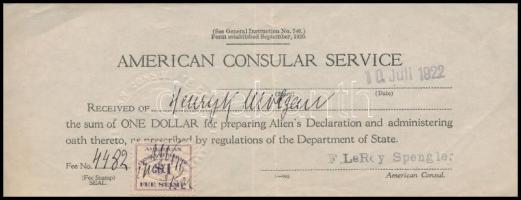 (See General Instruction No. 740.)
Form established September, 1920.
AMERICAN CONSULAR SERVICE
10 Juli 1922
(Date)
RECEIVED OF Henryk
the sum of ONE DOLLAR for preparing Alien's Declaration and administering
oath thereto, as prescribed by regulations of the Department of State.
Fee No. 4482
(Fee Stamp)
SEAL.
AMERICAN
FEE STAMP
F LeRoy Spengler
American Consul.